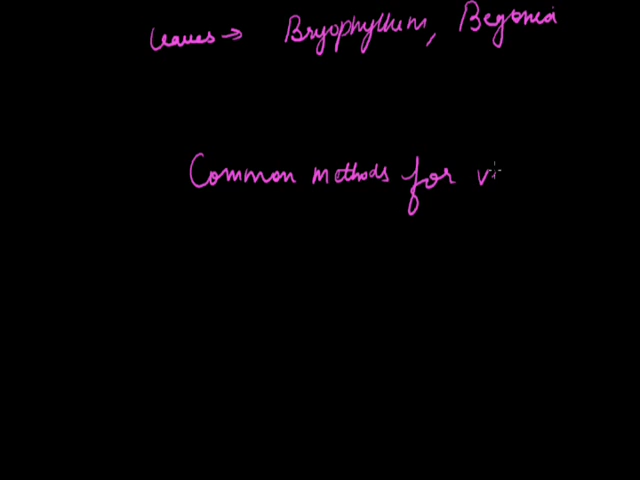 leaves → Bryophyllum, Begonia
Common methods for v